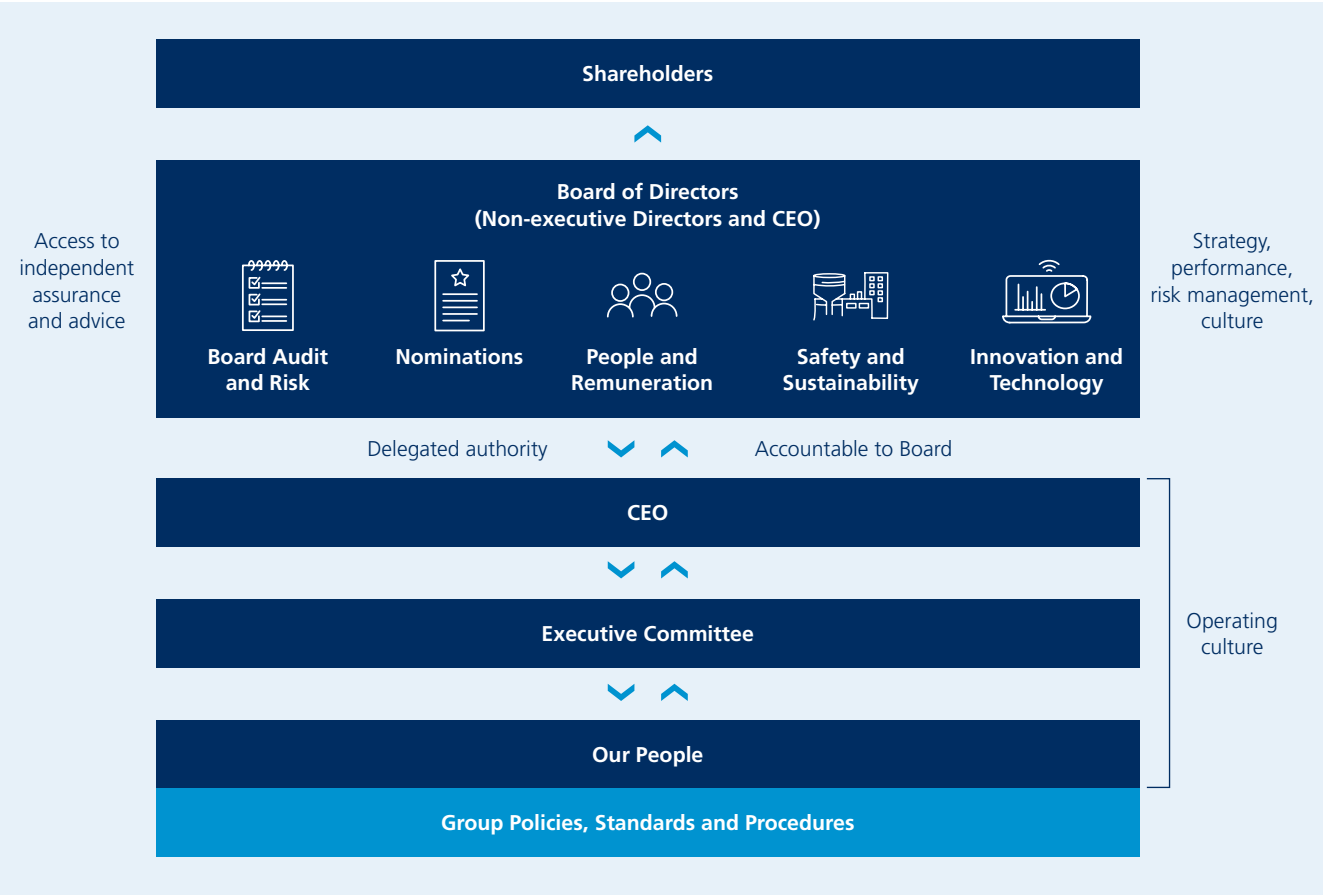 Shareholders
Board of Directors
(Non-executive Directors and CEO)
Access to
independent
assurance
and advice
Board Audit
and Risk
Nominations
People and
Remuneration
Safety and
Sustainability
Innovation and
Technology
Strategy,
performance,
risk management,
culture
Delegated authority
Accountable to Board
CEO
Executive Committee
Operating
culture
Our People
Group Policies, Standards and Procedures